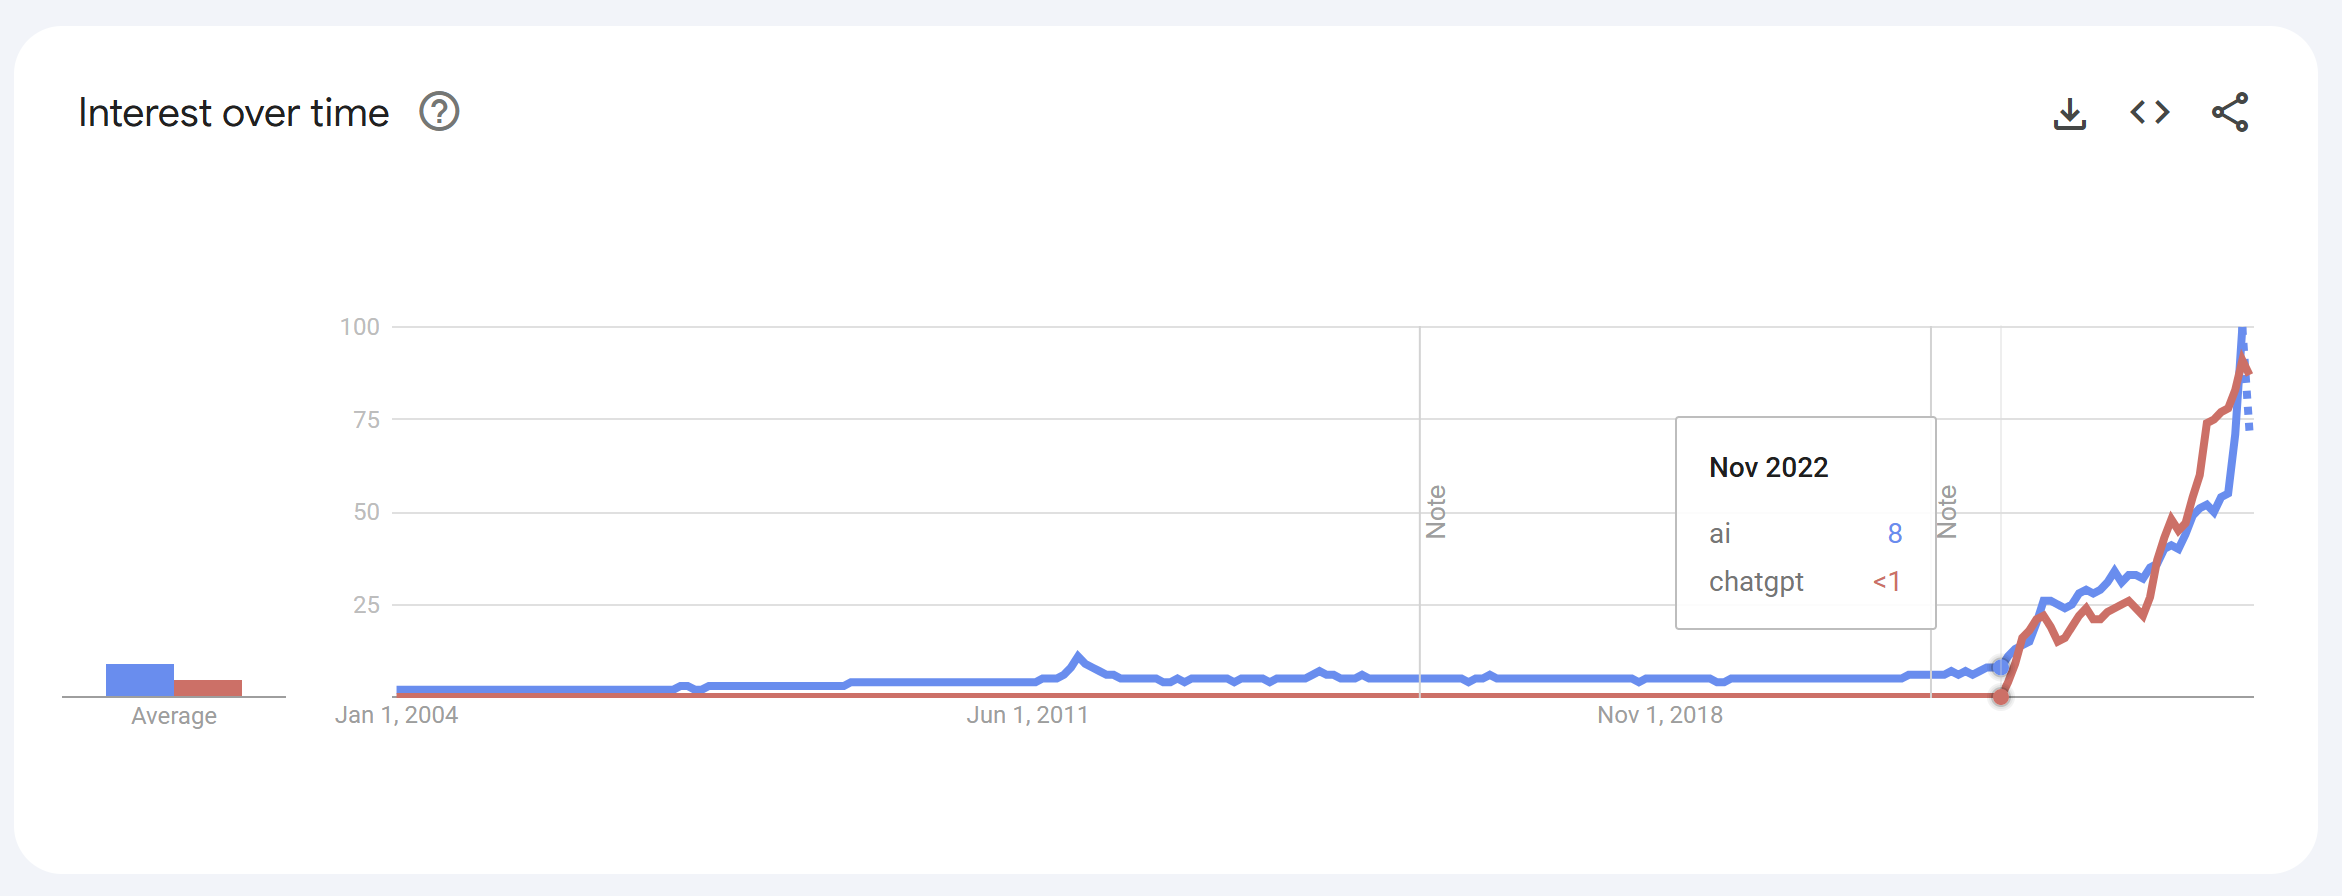 Interest over time
100
75
50
25
Note
Note
Nov 2022
ai 8
chatgpt <1
Average
Jan 1, 2004
Jun 1, 2011
Nov 1, 2018